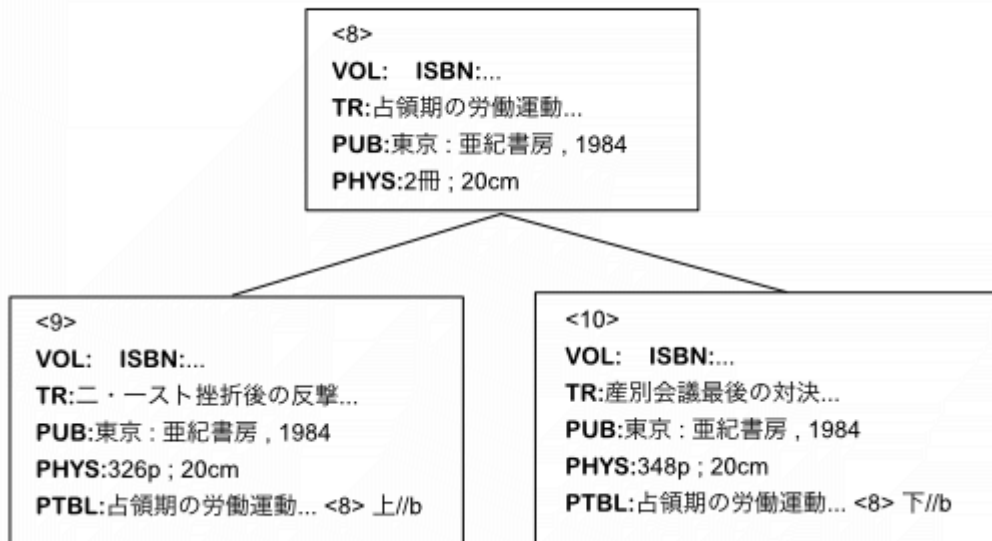 <8>
VOL: ISBN:...
TR:占領期の労働運動...
PUB:東京 : 亜紀書房 , 1984
PHYS:2冊 ; 20cm
<9>
VOL: ISBN:...
TR:二・一スト挫折後の反撃...
PUB:東京 : 亜紀書房 , 1984
PHYS:326p ; 20cm
PTBL:占領期の労働運動... <8> 上//b
<10>
VOL: ISBN:...
TR:産別会議最後の対決...
PUB:東京 : 亜紀書房 , 1984
PHYS:348p ; 20cm
PTBL:占領期の労働運動... <8> 下//b